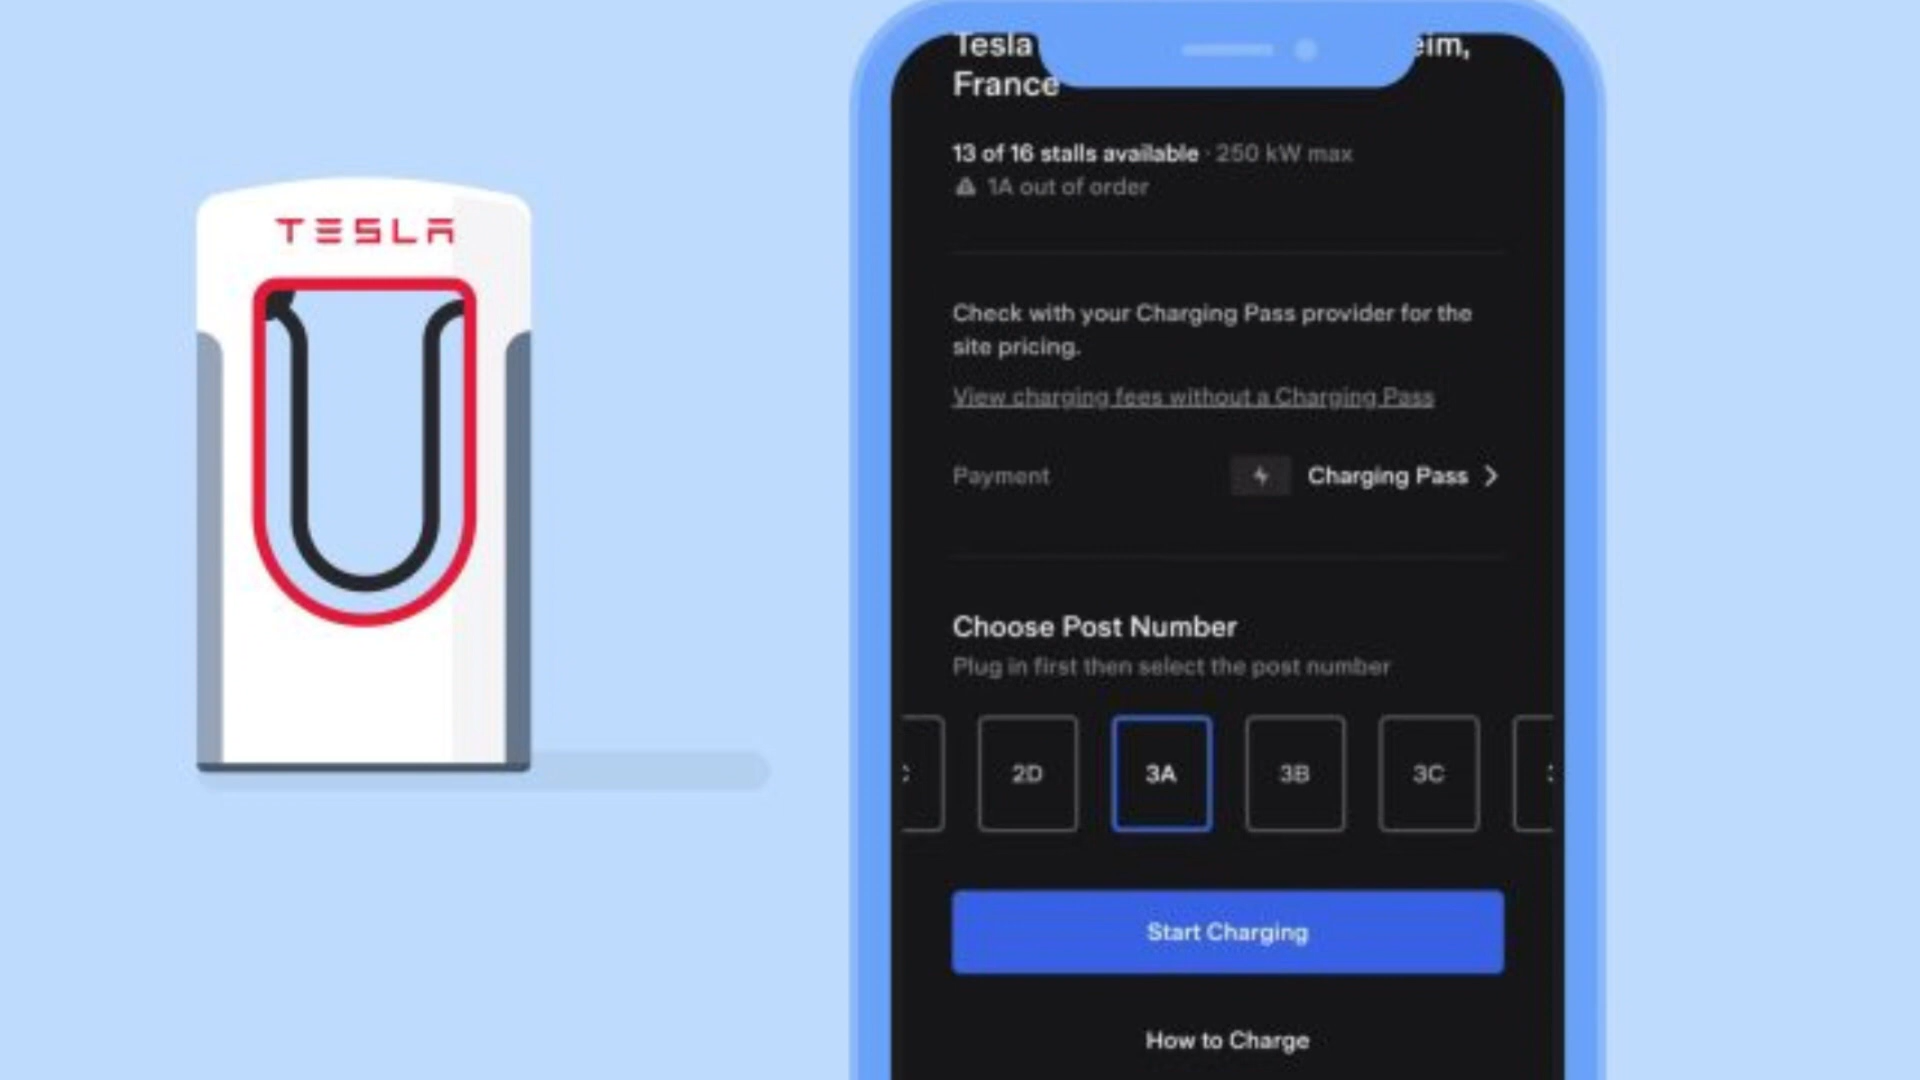 TESLA
Tesla eim,
France
13 of 16 stalls available · 250 kW max
1A out of order
Check with your Charging Pass provider for the
site pricing.
View charging fees without a Charging Pass
Payment Charging Pass
Choose Post Number
Plug in first then select the post number
2D 3A 3B 3C
Start Charging
How to Charge